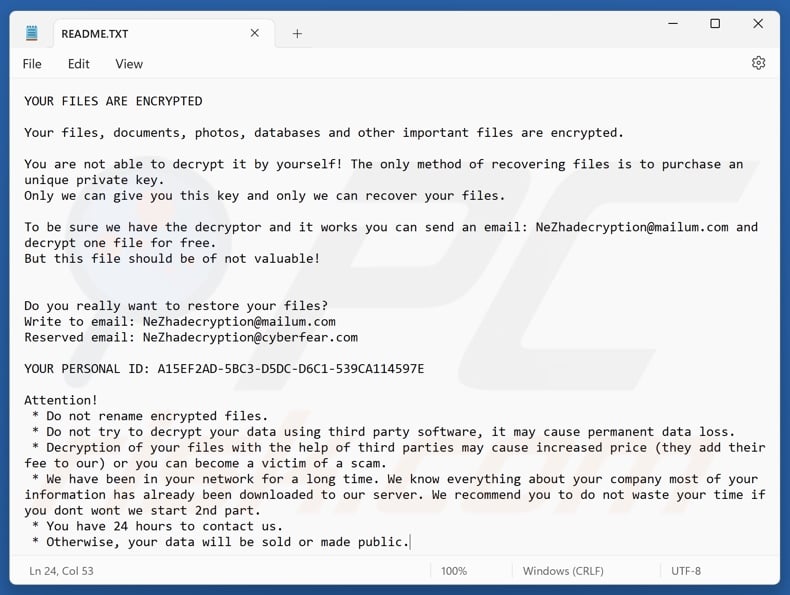 README.TXT
File Edit View
YOUR FILES ARE ENCRYPTED
Your files, documents, photos, databases and other important files are encrypted.
You are not able to decrypt it by yourself! The only method of recovering files is to purchase an
unique private key.
Only we can give you this key and only we can recover your files.
To be sure we have the decryptor and it works you can send an email: NeZhadecryption@mailum.com and
decrypt one file for free.
But this file should be of not valuable!
Do you really want to restore your files?
Write to email: NeZhadecryption@mailum.com
Reserved email: NeZhadecryption@cyberfear.com
YOUR PERSONAL ID: A15EF2AD-5BC3-D5DC-D6C1-539CA114597E
Attention!
* Do not rename encrypted files.
* Do not try to decrypt your data using third party software, it may cause permanent data loss.
* Decryption of your files with the help of third parties may cause increased price (they add their
fee to our) or you can become a victim of a scam.
* We have been in your network for a long time. We know everything about your company most of your
information has already been downloaded to our server. We recommend you to do not waste your time if
you dont wont we start 2nd part.
* You have 24 hours to contact us.
* Otherwise, your data will be sold or made public.
Ln 24, Col 53 100% Windows (CRLF) UTF-8